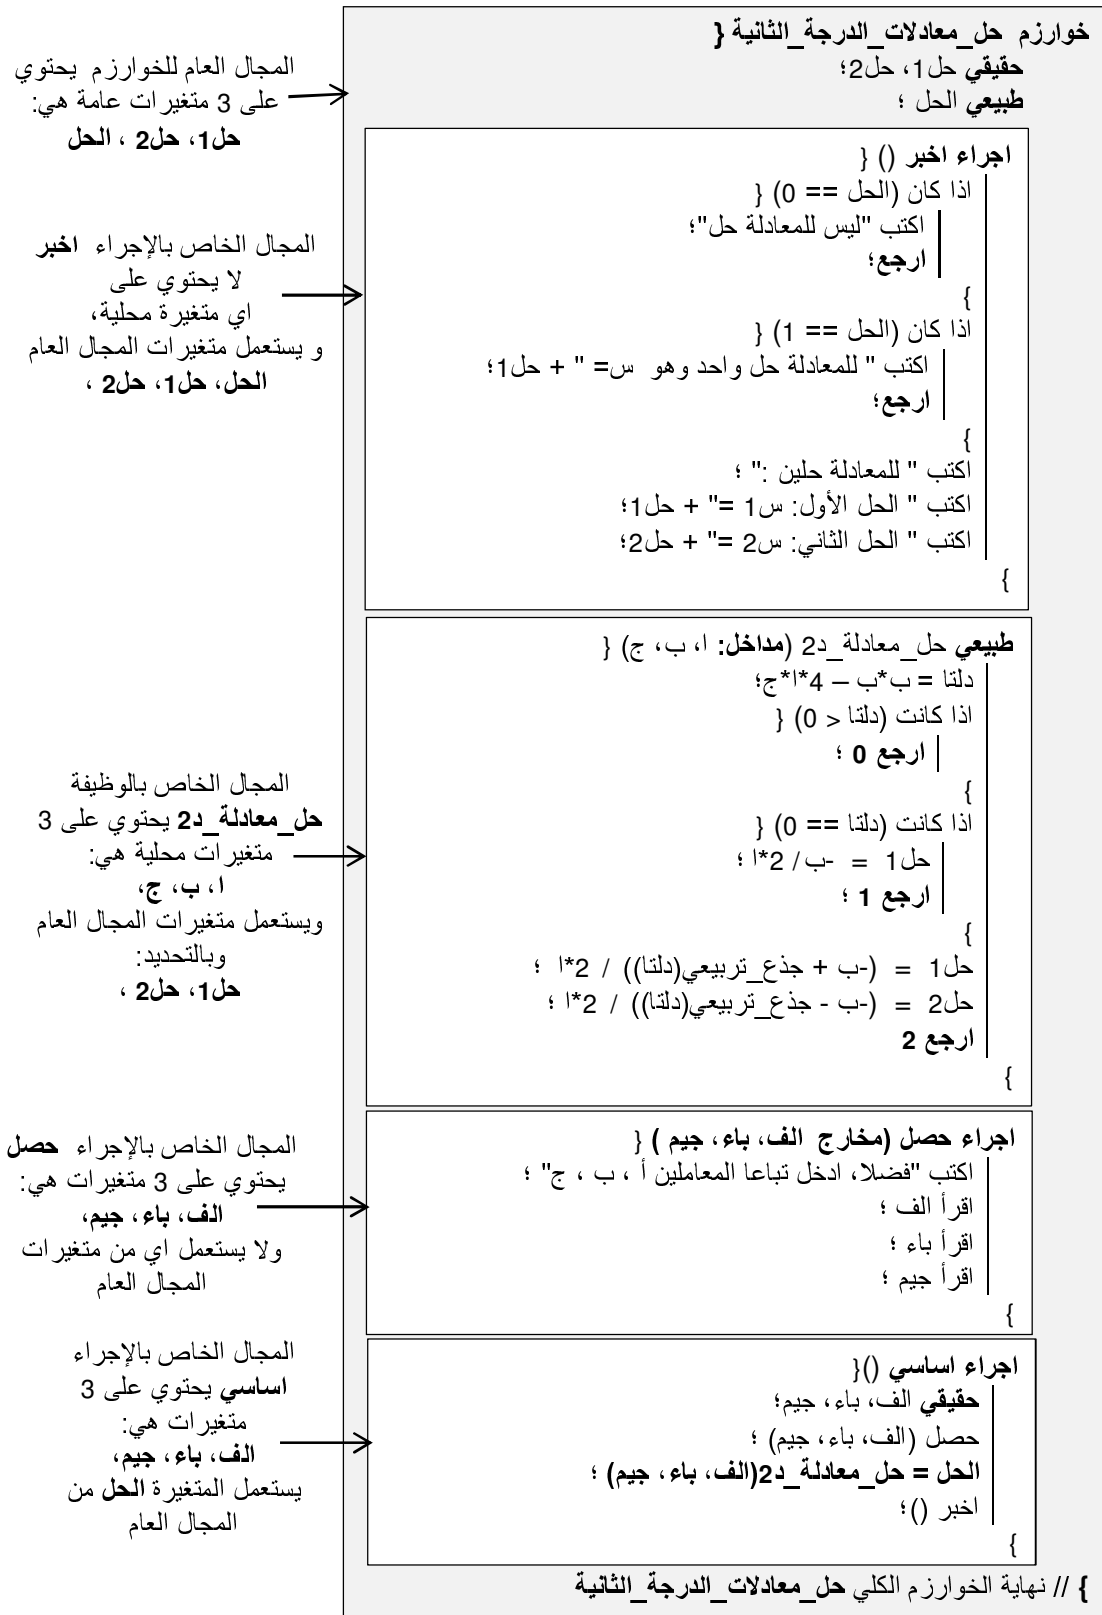 خوارزم حل_معادلات_الدرجة_الثانية {
حقيقي حل1، حل2؛
طبيعي الحل ؛
المجال العام للخوارزم يحتوي
على 3 متغيرات عامة هي:
حل1، حل2 ، الحل
اجراء اخبر () {
اذا كان (الحل == 0) {
اكتب "ليس للمعادلة حل"؛
ارجع؛
}
اذا كان (الحل == 1) {
اكتب " للمعادلة حل واحد وهو س= " + حل1؛
ارجع؛
}
اكتب " للمعادلة حلين :" ؛
اكتب " الحل الأول: س1 =" + حل1؛
اكتب " الحل الثاني: س2 =" + حل2؛
}
المجال الخاص بالإجراء اخبر
لا يحتوي على
اي متغيرة محلية،
و يستعمل متغيرات المجال العام
الحل، حل1، حل2 ،
طبيعي حل_معادلة_د2 (مداخل: ا، ب، ج) {
دلتا = ب*ب – 4*ا*ج؛
اذا كانت (دلتا < 0) {
ارجع 0 ؛
}
اذا كانت (دلتا == 0) {
حل1 = -ب/ 2*ا ؛
ارجع 1 ؛
}
حل1 = (-ب + جذع_تربيعي(دلتا)) / 2*ا ؛
حل2 = (-ب - جذع_تربيعي(دلتا)) / 2*ا ؛
ارجع 2
}
المجال الخاص بالوظيفة
حل_معادلة_د2 يحتوي على 3
متغيرات محلية هي:
ا، ب، ج،
ويستعمل متغيرات المجال العام
وبالتحديد:
حل1، حل2 ،
اجراء حصل (مخارج الف، باء، جيم ) {
اكتب "فضلا، ادخل تباعا المعاملين أ ، ب ، ج" ؛
اقرأ الف ؛
اقرأ باء ؛
اقرأ جيم ؛
}
المجال الخاص بالإجراء حصل
يحتوي على 3 متغيرات هي:
الف، باء، جيم،
ولا يستعمل اي من متغيرات
المجال العام
اجراء اساسي (){
حقيقي الف، باء، جيم؛
حصل (الف، باء، جيم) ؛
الحل = حل_معادلة_د2(الف، باء، جيم) ؛
اخبر ()؛
}
المجال الخاص بالإجراء
اساسي يحتوي على 3
متغيرات هي:
الف، باء، جيم،
يستعمل المتغيرة الحل من
المجال العام
} // نهاية الخوارزم الكلي حل_معادلات_الدرجة_الثانية